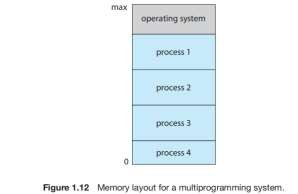 max
operating system
process 1
process 2
process 3
process 4
0
Figure 1.12 Memory layout for a multiprogramming system.